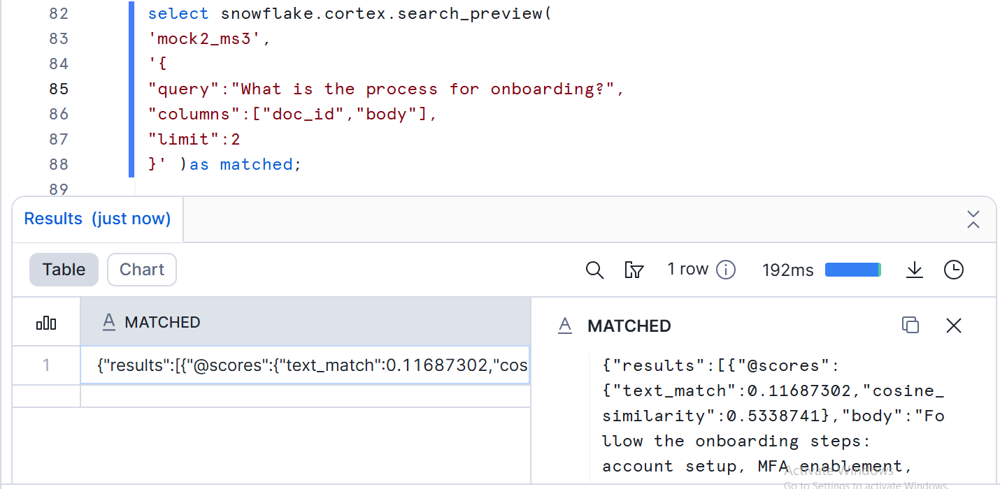 82 select snowflake.cortex.search_preview(
83 'mock2_ms3',
84 '{
85 "query":"What is the process for onboarding?",
86 "columns":["doc_id","body"],
87 "limit":2
88 }' )as matched;
89
Results (just now)
Table Chart 1 row 192ms
A MATCHED
1 {"results":[{"@scores":{"text_match":0.11687302,"cos
A MATCHED
{"results":[{"@scores":
{"text_match":0.11687302,"cosine_
similarity":0.5338741},"body":"Fo
llow the onboarding steps:
account setup, MFA enablement,
Activate Windows
Go to Settings to activate Windows.